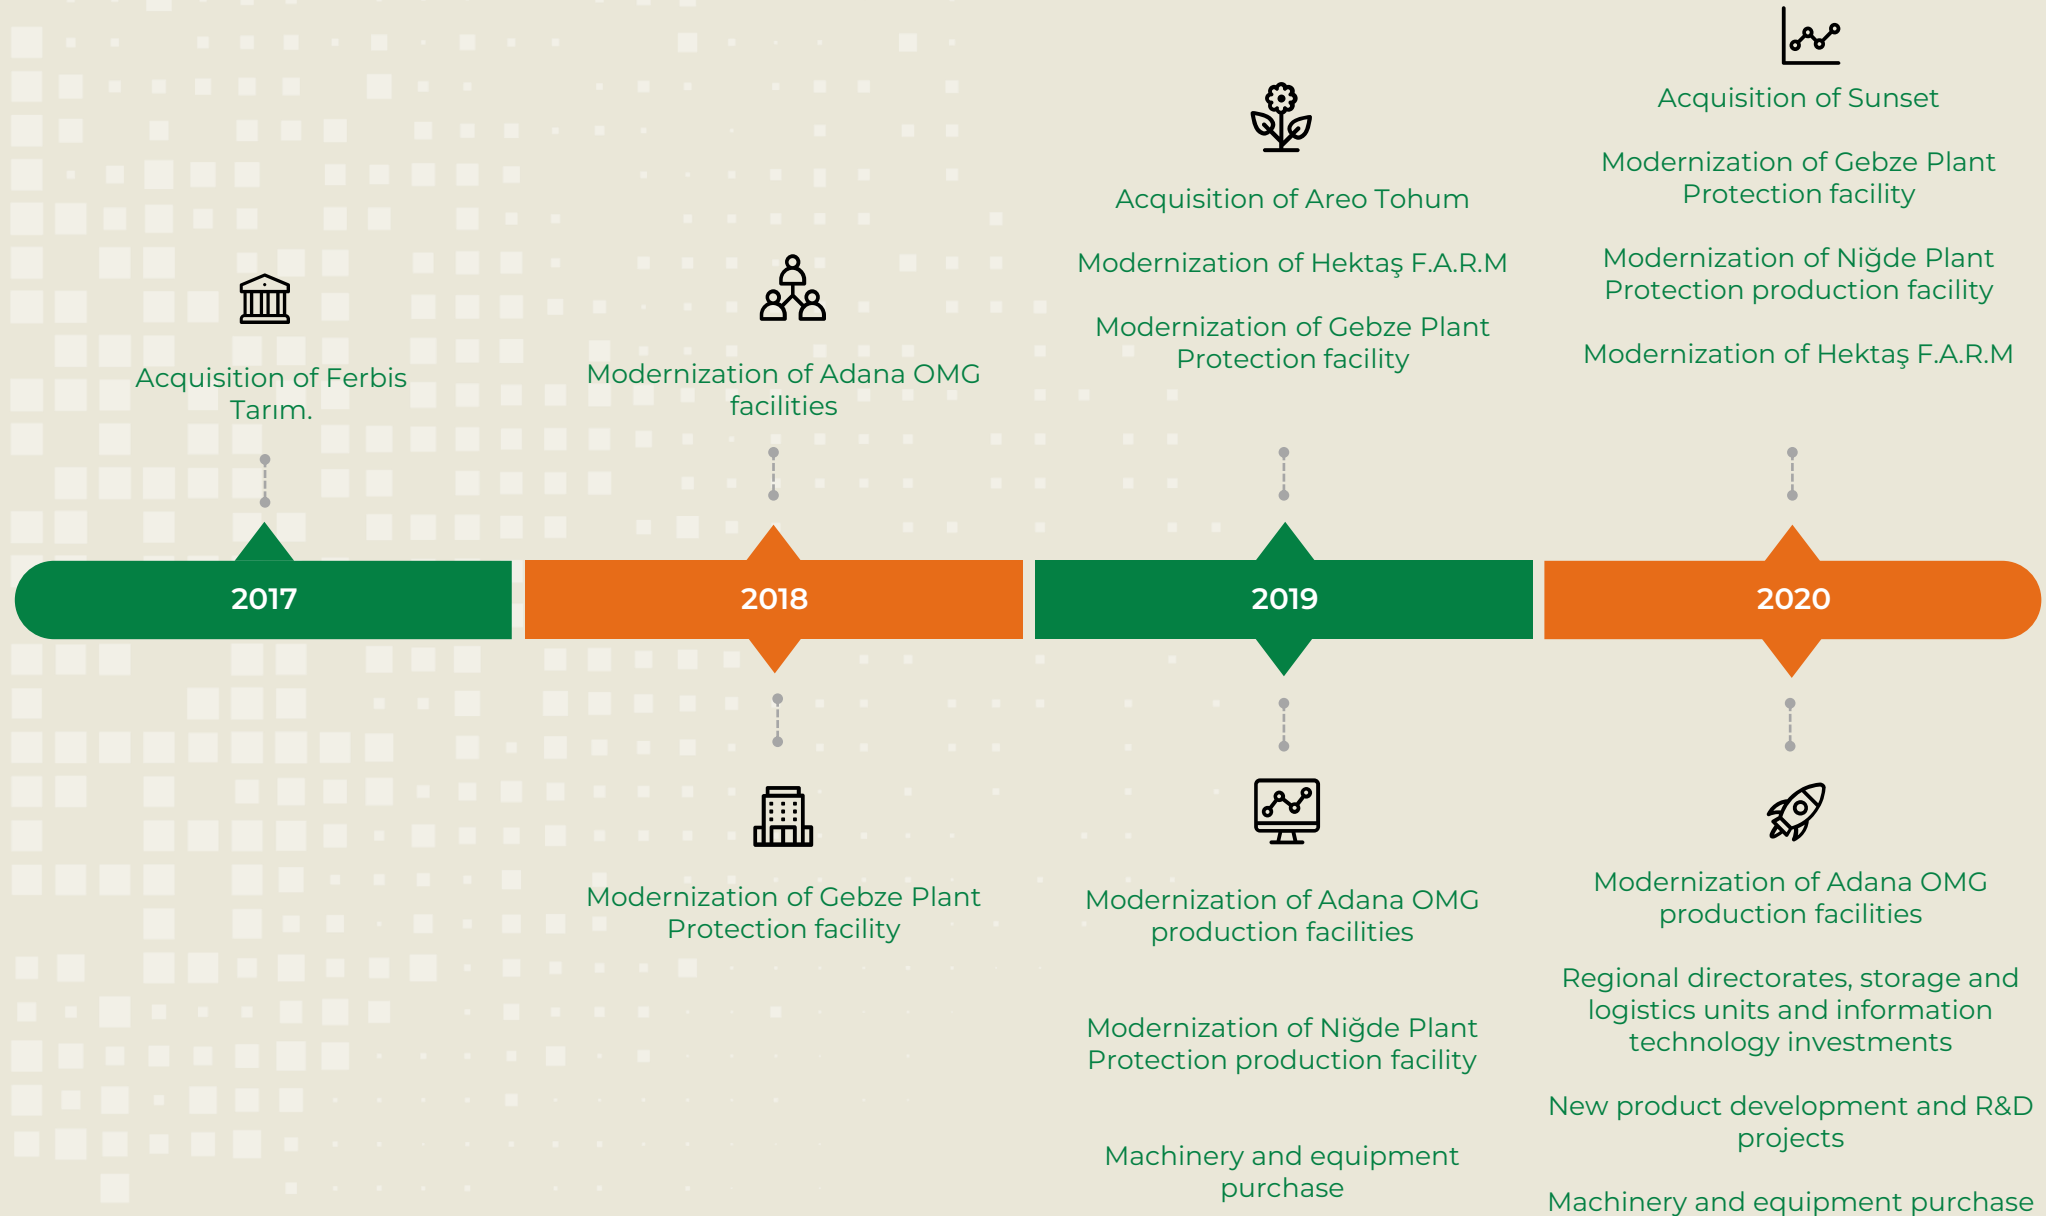 Acquisition of Ferbis
Tarım.
2017
Modernization of Adana OMG
facilities
2018
Modernization of Gebze Plant
Protection facility
Acquisition of Areo Tohum
Modernization of Hektaş F.A.R.M
Modernization of Gebze Plant
Protection facility
2019
Modernization of Adana OMG
production facilities
Modernization of Niğde Plant
Protection production facility
Machinery and equipment
purchase
Acquisition of Sunset
Modernization of Gebze Plant
Protection facility
Modernization of Niğde Plant
Protection production facility
Modernization of Hektaş F.A.R.M
2020
Modernization of Adana OMG
production facilities
Regional directorates, storage and
logistics units and information
technology investments
New product development and R&D
projects
Machinery and equipment purchase